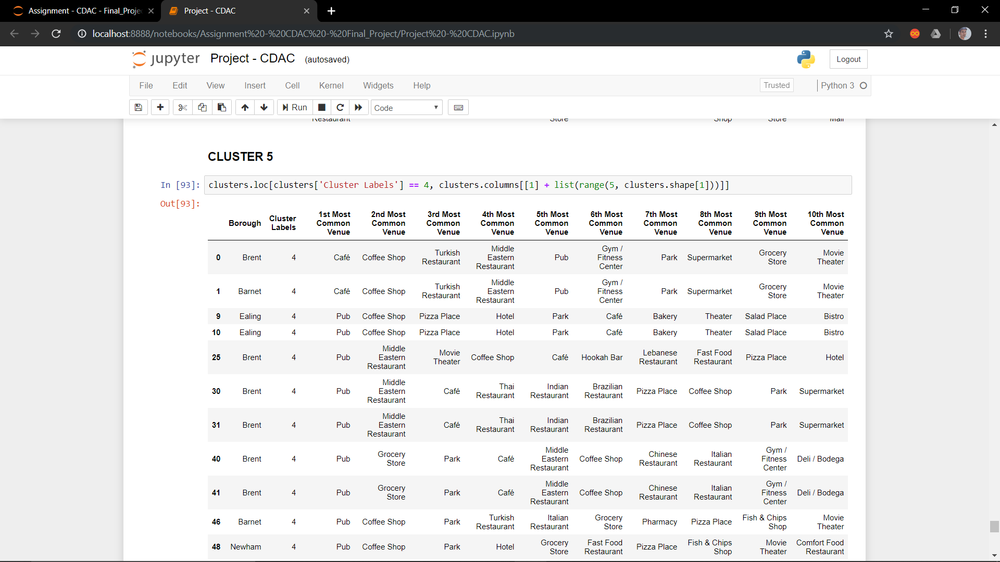 Assignment - CDAC - Final_Proje
Project - CDAC
localhost:8888/notebooks/Assignment%20-%20CDAC%20-%20Final_Project/Project%20-%20CDAC.ipynb
jupyter Project - CDAC (autosaved)
Logout
File Edit View Insert Cell Kernel Widgets Help
Trusted Python 3
Run Code
Restaurant Store Shop Store Mall
CLUSTER 5
In [93]: clusters.loc[clusters['Cluster Labels'] == 4, clusters.columns[[1] + list(range(5, clusters.shape[1]))]]
Out[93]:
Borough Cluster Labels 1st Most Common Venue 2nd Most Common Venue 3rd Most Common Venue 4th Most Common Venue 5th Most Common Venue 6th Most Common Venue 7th Most Common Venue 8th Most Common Venue 9th Most Common Venue 10th Most Common Venue
0 Brent 4 Café Coffee Shop Turkish Restaurant Middle Eastern Restaurant Pub Gym / Fitness Center Park Supermarket Grocery Store Movie Theater
1 Barnet 4 Café Coffee Shop Turkish Restaurant Middle Eastern Restaurant Pub Gym / Fitness Center Park Supermarket Grocery Store Movie Theater
9 Ealing 4 Pub Coffee Shop Pizza Place Hotel Park Café Bakery Theater Salad Place Bistro
10 Ealing 4 Pub Coffee Shop Pizza Place Hotel Park Café Bakery Theater Salad Place Bistro
25 Brent 4 Pub Middle Eastern Restaurant Movie Theater Coffee Shop Café Hookah Bar Lebanese Restaurant Fast Food Restaurant Pizza Place Hotel
30 Brent 4 Pub Middle Eastern Restaurant Café Thai Restaurant Indian Restaurant Brazilian Restaurant Pizza Place Coffee Shop Park Supermarket
31 Brent 4 Pub Middle Eastern Restaurant Café Thai Restaurant Indian Restaurant Brazilian Restaurant Pizza Place Coffee Shop Park Supermarket
40 Brent 4 Pub Grocery Store Park Café Middle Eastern Restaurant Coffee Shop Chinese Restaurant Italian Restaurant Gym / Fitness Center Deli / Bodega
41 Brent 4 Pub Grocery Store Park Café Middle Eastern Restaurant Coffee Shop Chinese Restaurant Italian Restaurant Gym / Fitness Center Deli / Bodega
46 Barnet 4 Pub Coffee Shop Park Turkish Restaurant Italian Restaurant Grocery Store Pharmacy Pizza Place Fish & Chips Shop Movie Theater
48 Newham 4 Pub Coffee Shop Park Hotel Grocery Store Fast Food Restaurant Pizza Place Fish & Chips Shop Movie Theater Comfort Food Restaurant